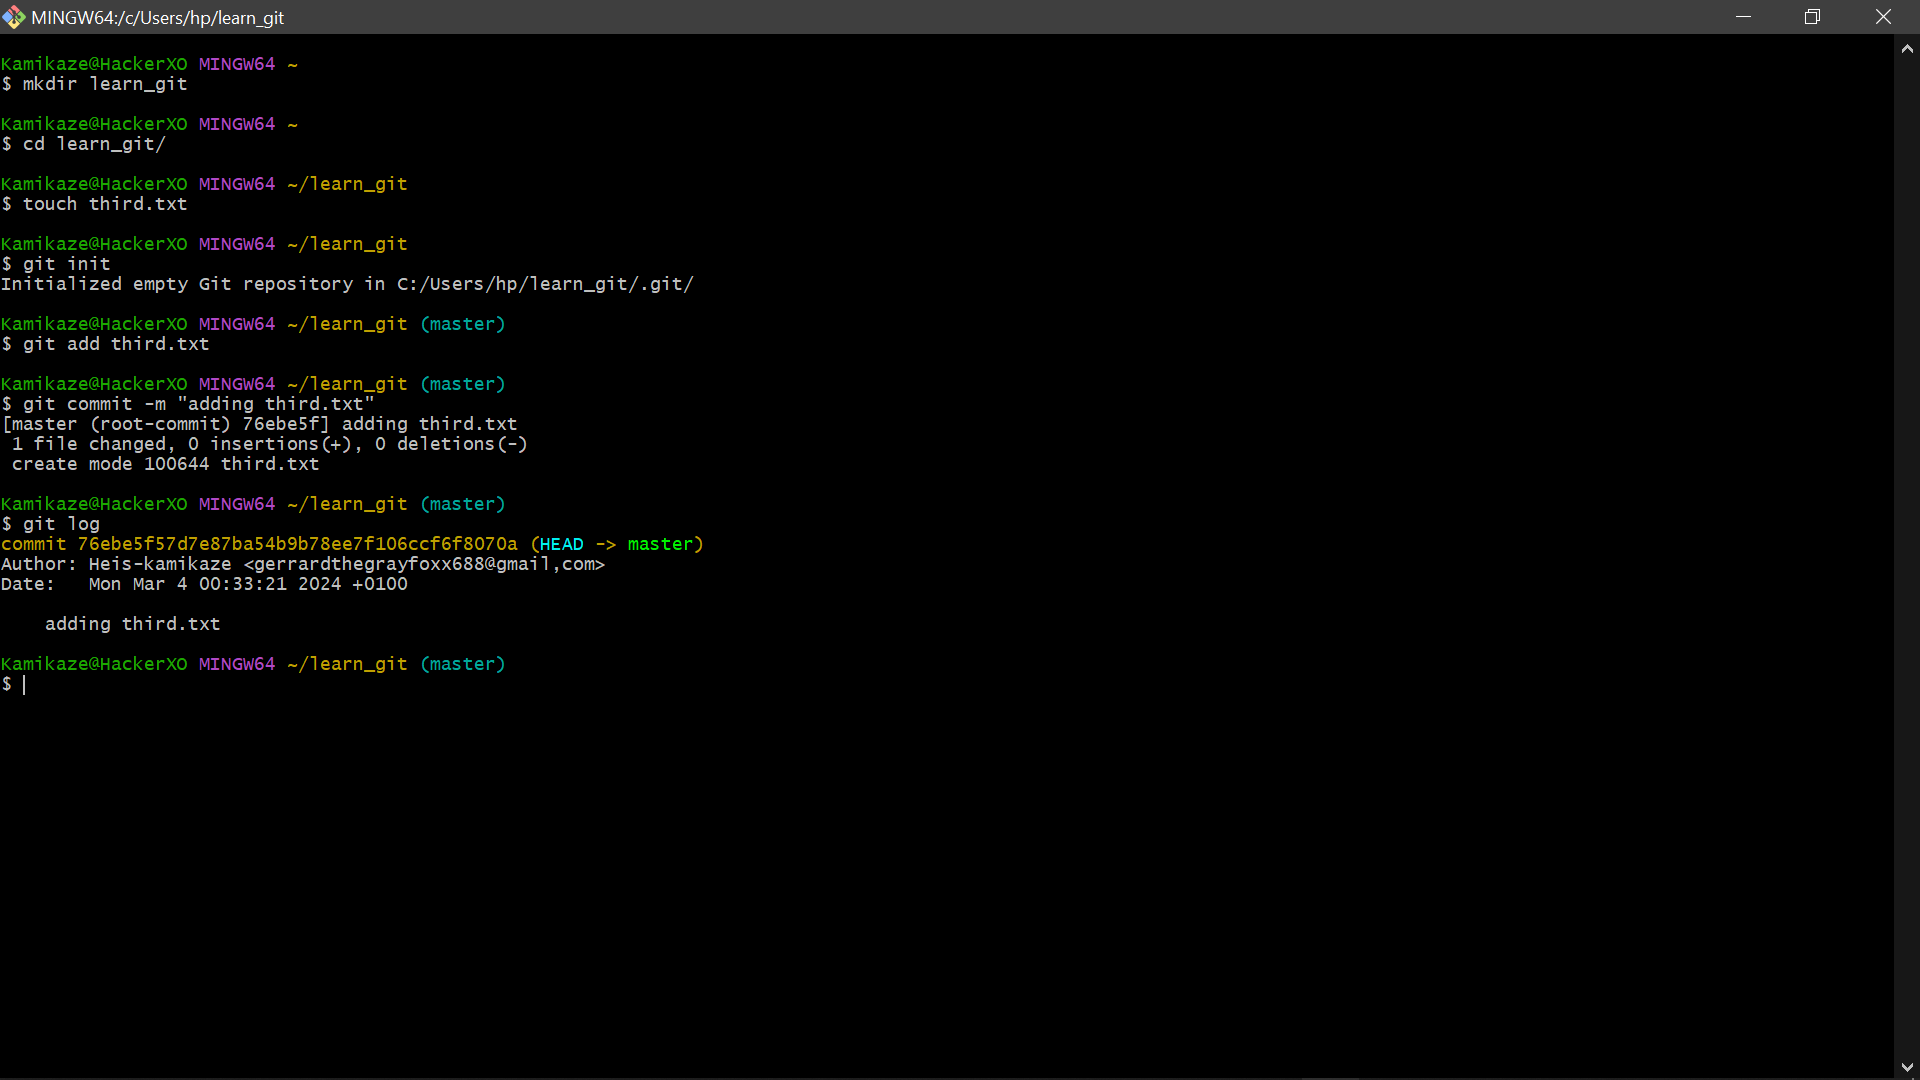 MINGW64:/c/Users/hp/learn_git
Kamikaze@HackerXO MINGW64 ~
$ mkdir learn_git
Kamikaze@HackerXO MINGW64 ~
$ cd learn_git/
Kamikaze@HackerXO MINGW64 ~/learn_git
$ touch third.txt
Kamikaze@HackerXO MINGW64 ~/learn_git
$ git init
Initialized empty Git repository in C:/Users/hp/learn_git/.git/
Kamikaze@HackerXO MINGW64 ~/learn_git (master)
$ git add third.txt
Kamikaze@HackerXO MINGW64 ~/learn_git (master)
$ git commit -m "adding third.txt"
[master (root-commit) 76ebe5f] adding third.txt
 1 file changed, 0 insertions(+), 0 deletions(-)
 create mode 100644 third.txt
Kamikaze@HackerXO MINGW64 ~/learn_git (master)
$ git log
commit 76ebe5f57d7e87ba54b9b78ee7f106ccf6f8070a (HEAD -> master)
Author: Heis-kamikaze <gerrardthegrayfoxx688@gmail,com>
Date:   Mon Mar 4 00:33:21 2024 +0100
    adding third.txt
Kamikaze@HackerXO MINGW64 ~/learn_git (master)
$